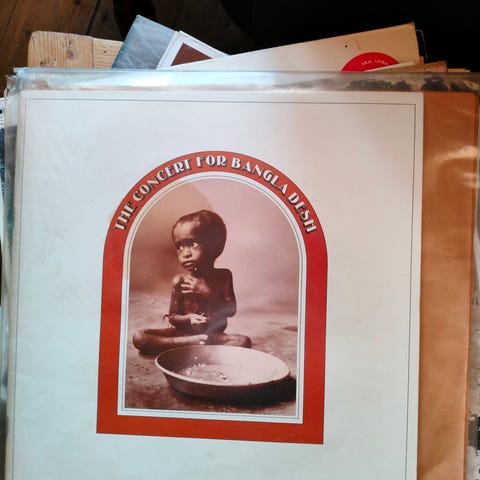 THE CONCERT FOR BANGLA DESH